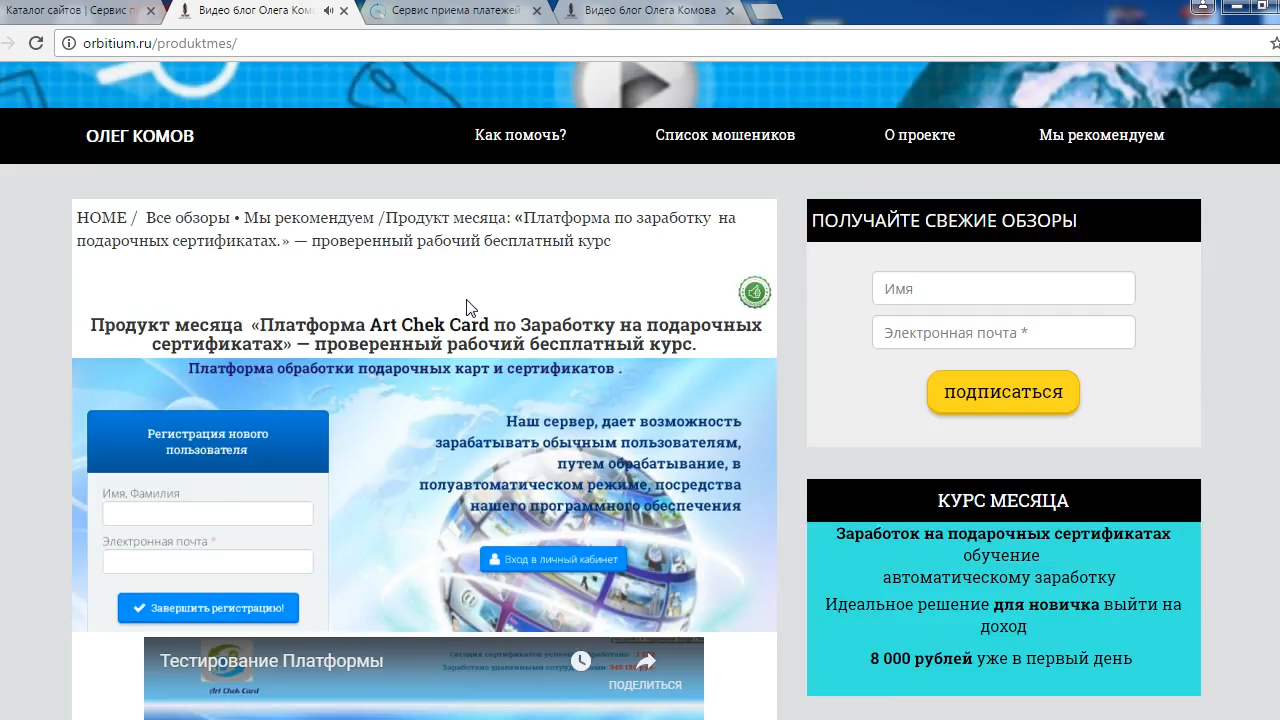 Каталог сайтов | Сервис п
Видео блог Олега Комс
Сервис приема платежей
Видео блог Олега Комова
orbitium.ru/produktmes/
ОЛЕГ КОМОВ
Как помочь?
Список мошеников
О проекте
Мы рекомендуем
HOME / Все обзоры • Мы рекомендуем /Продукт месяца: «Платформа по заработку на
подарочных сертификатах.» — проверенный рабочий бесплатный курс
Продукт месяца «Платформа Art Chek Card по Заработку на подарочных
сертификатах» — проверенный рабочий бесплатный курс.
Платформа обработки подарочных карт и сертификатов .
Регистрация нового
пользователя
Имя, Фамилия
Электронная почта *
Завершить регистрацию!
Наш сервер, дает возможность
зарабатывать обычным пользователям,
путем обрабатывание, в
полуавтоматическом режиме, посредства
нашего программного обеспечения
Вход в личный кабинет
Тестирование Платформы
Art Chek Card
ПОДЕЛИТЬСЯ
ПОЛУЧАЙТЕ СВЕЖИЕ ОБЗОРЫ
Имя
Электронная почта *
подписаться
КУРС МЕСЯЦА
Заработок на подарочных сертификатах
обучение
автоматическому заработку
Идеальное решение для новичка выйти на
доход
8 000 рублей уже в первый день